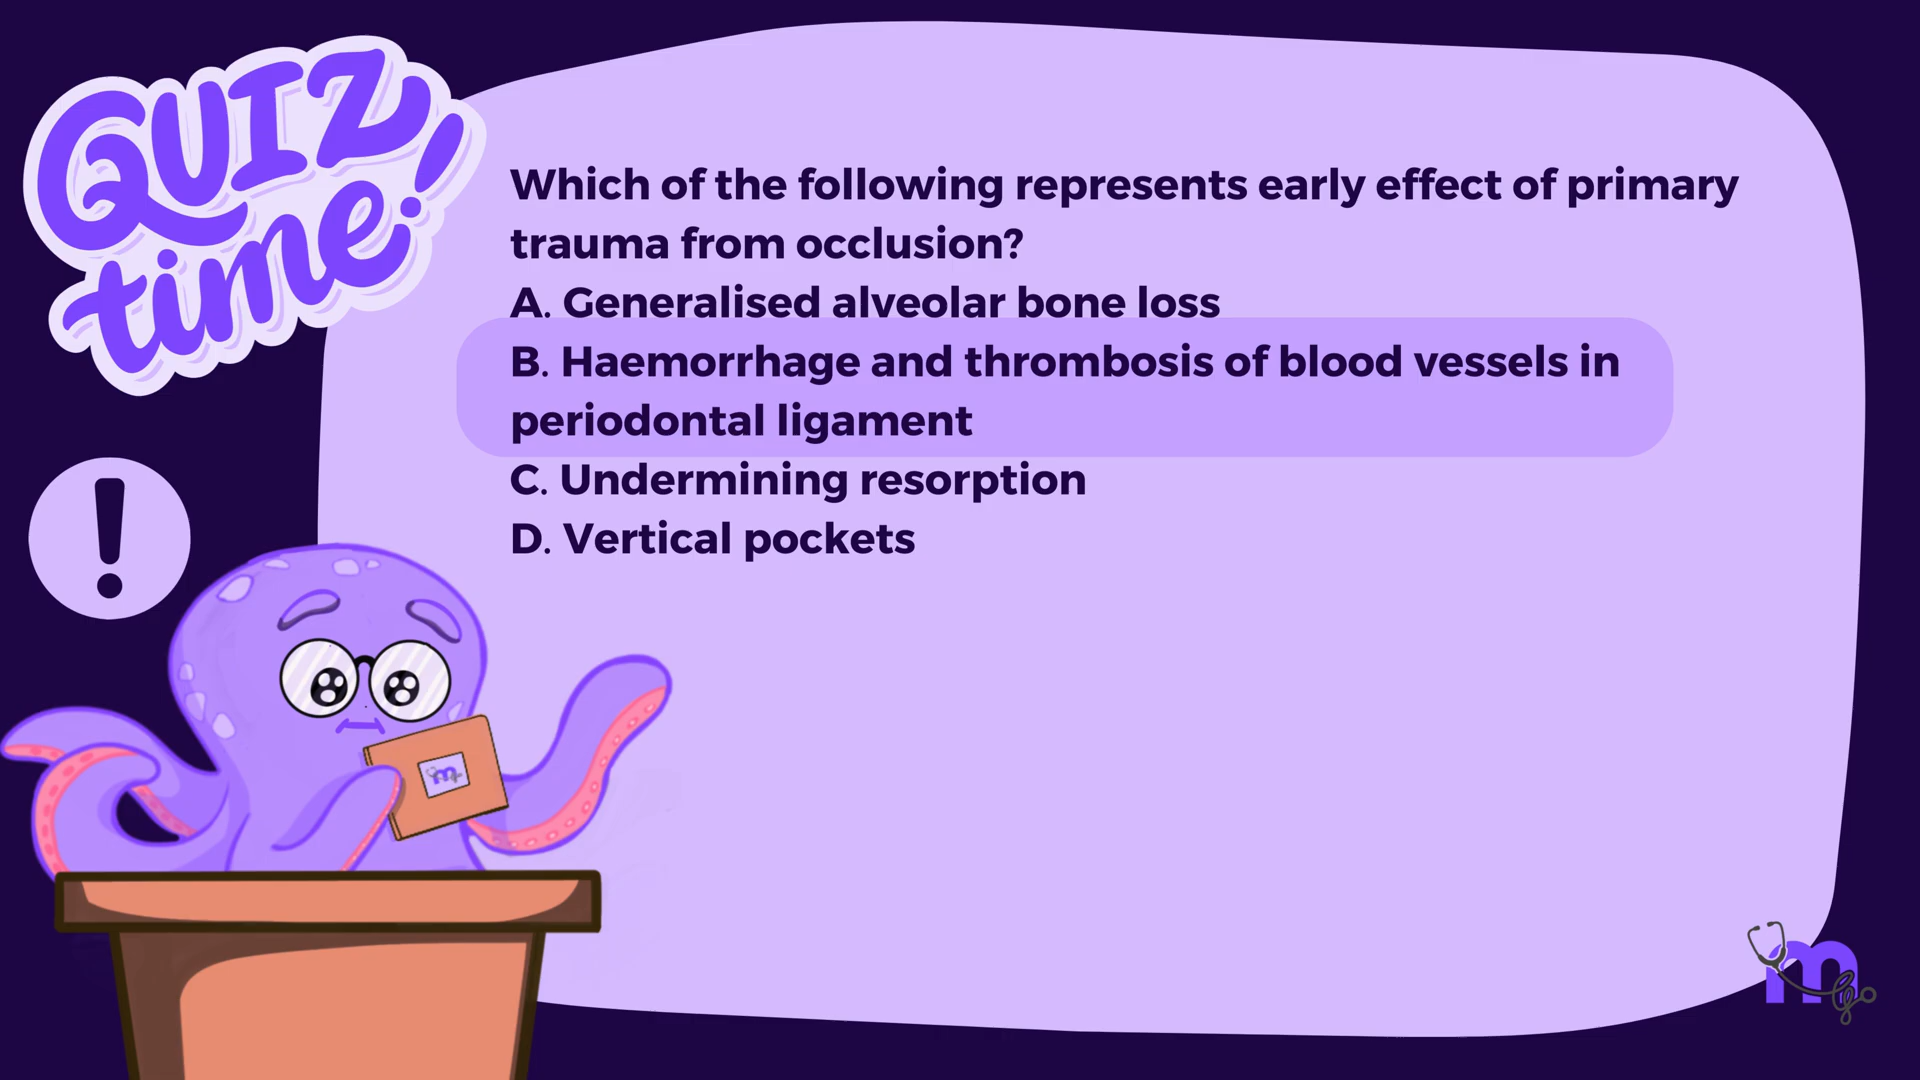 QUIZ
time!
Which of the following represents early effect of primary
trauma from occlusion?
A. Generalised alveolar bone loss
B. Haemorrhage and thrombosis of blood vessels in
periodontal ligament
C. Undermining resorption
D. Vertical pockets
!
m
m go